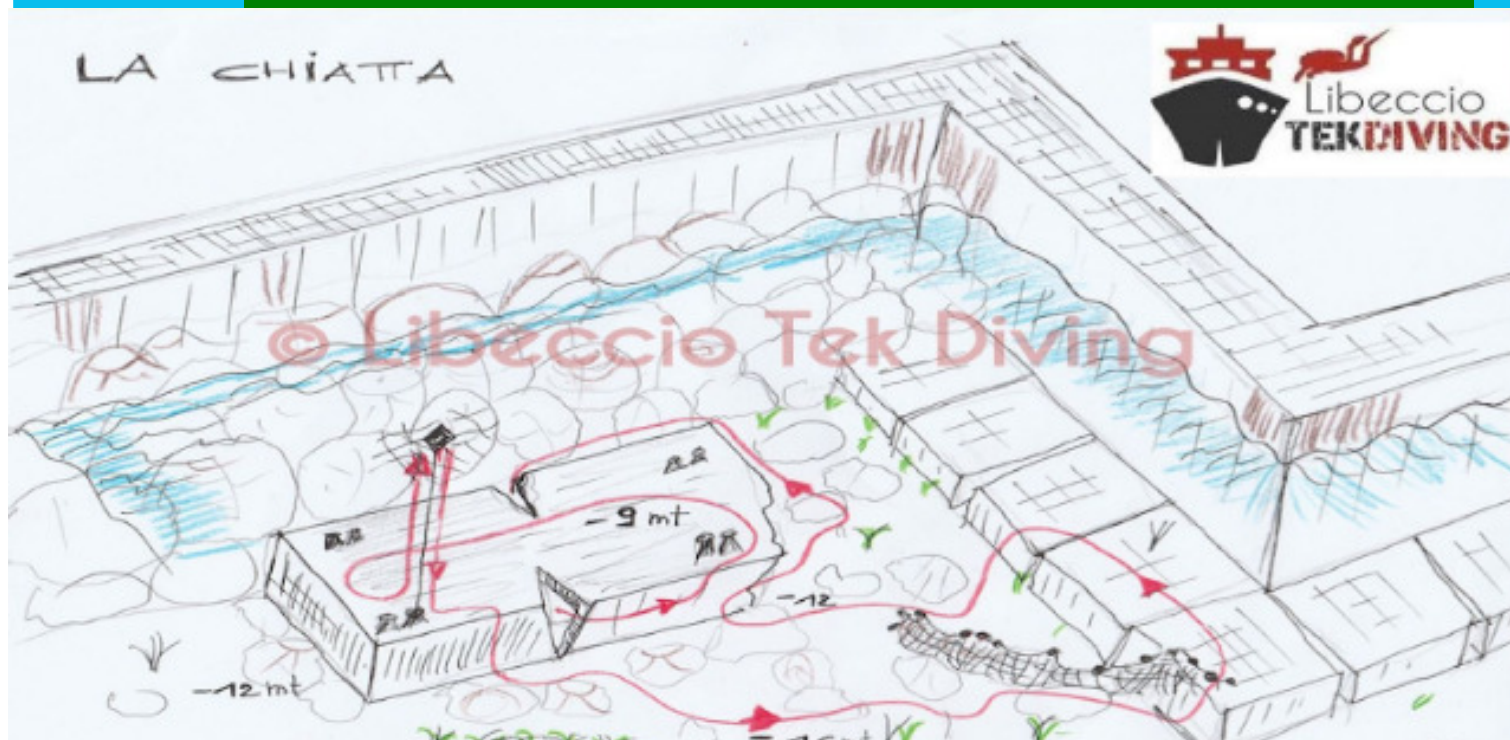 LA CHIATTA
Libeccio
TEKDIVING
© Libeccio Tek Diving
-9 mt
-12
-12 mt